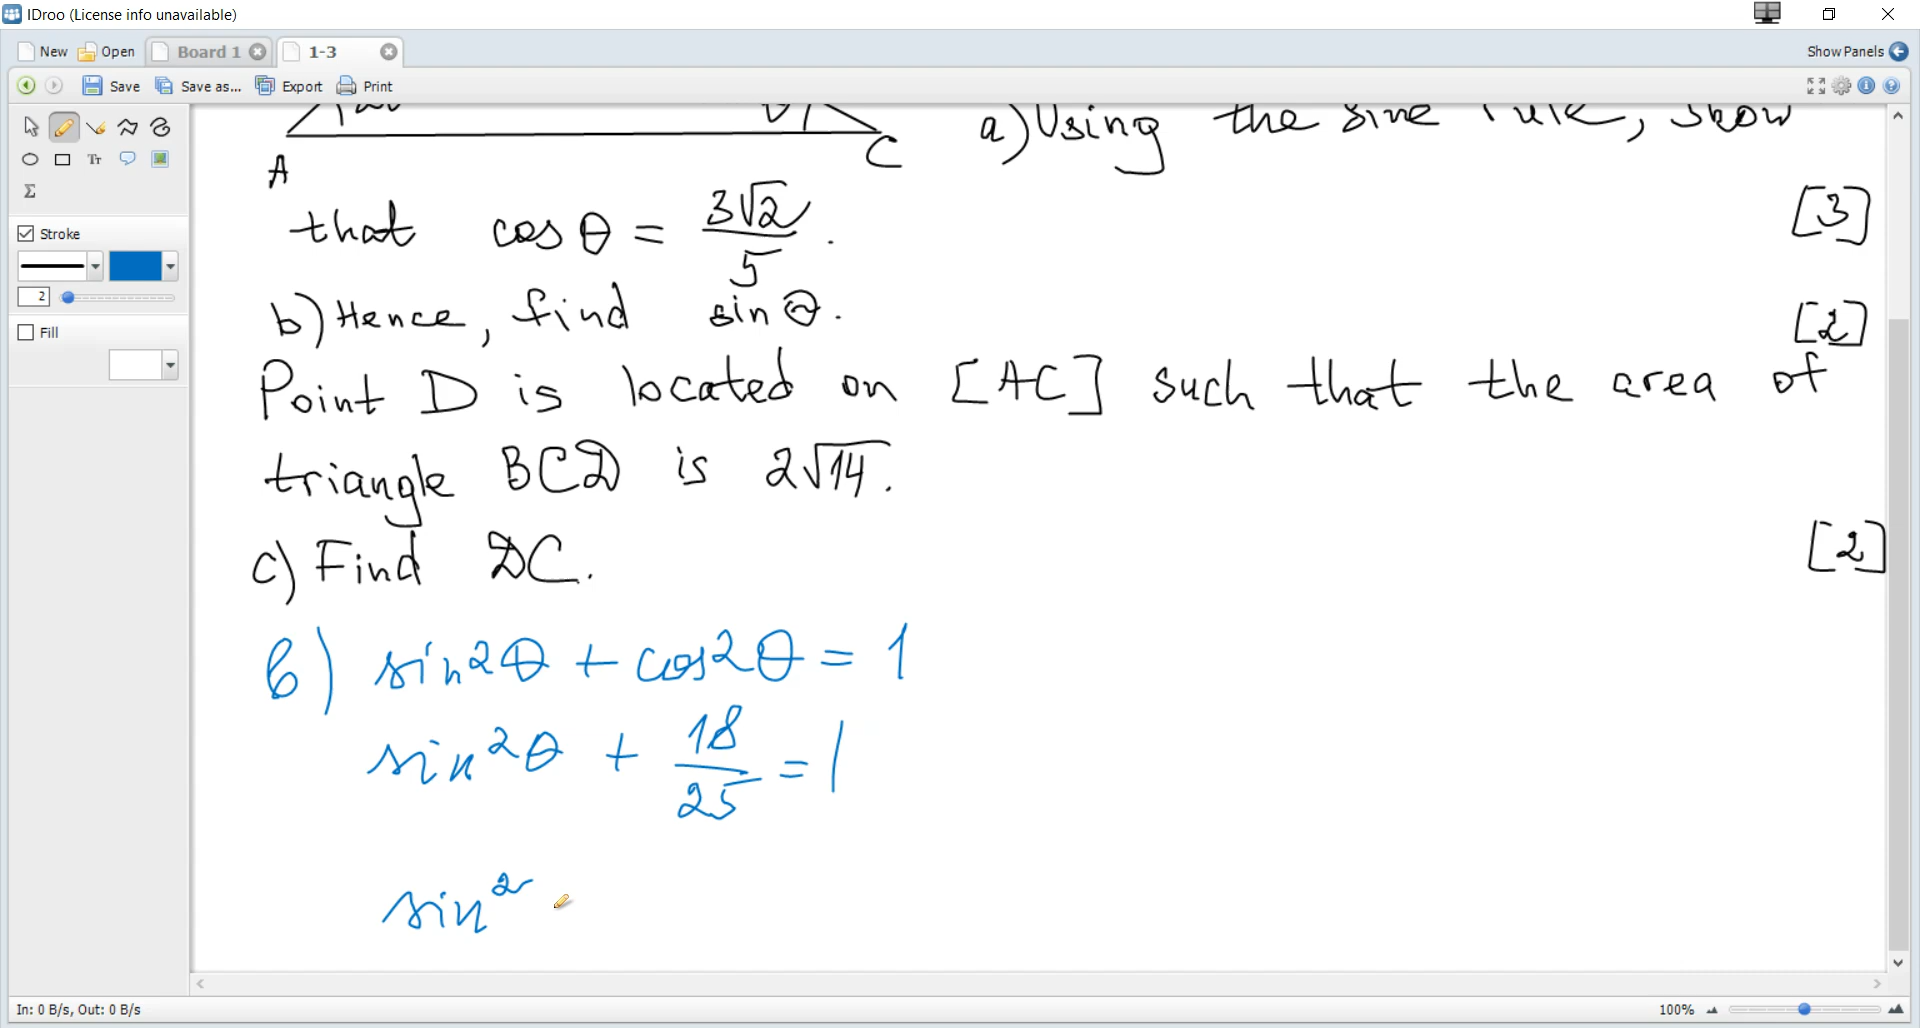 IDroo (License info unavailable)
New Open Board 1 1-3 Show Panels
Save Save as... Export Print
Tт
Σ
Stroke
2
Fill
A C a) Using the sine rule, show
that cos θ = 3√2/5. [3]
b) Hence, find sin θ. [2]
Point D is located on [AC] such that the area of
triangle BCD is 2√14.
c) Find DC. [2]
b) sin²θ + cos²θ = 1
sin²θ + 18/25 = 1
sin²
In: 0 B/s, Out: 0 B/s 100%